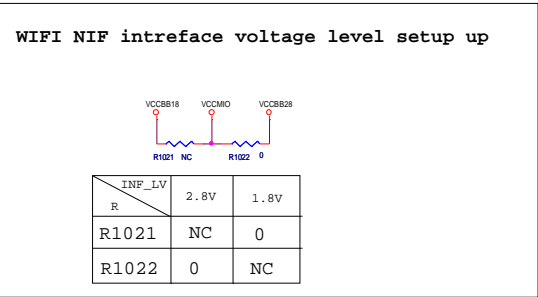 WIFI NIF intreface voltage level setup up
VCCBB18 VCCMIO VCCBB28
R1021 NC R1022 0
INF_LV
R 2.8V 1.8V
R1021 NC 0
R1022 0 NC